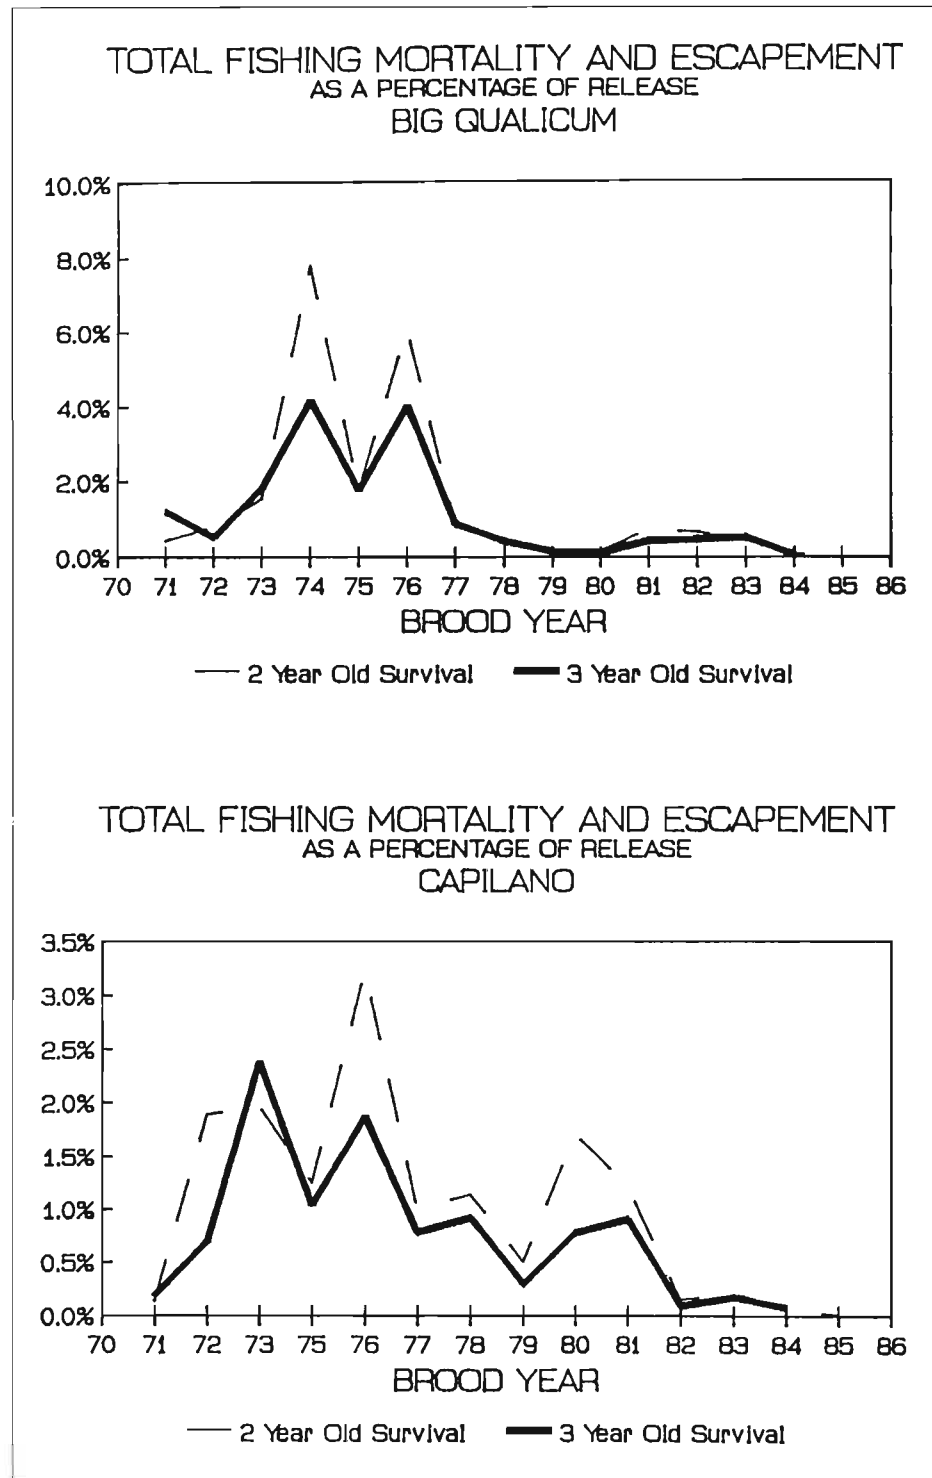 TOTAL FISHING MORTALITY AND ESCAPEMENT
AS A PERCENTAGE OF RELEASE
BIG QUALICUM
10.0%
8.0%
6.0%
4.0%
2.0%
0.0%
70 71 72 73 74 75 76 77 78 79 80 81 82 83 84 85 86
BROOD YEAR
2 Year Old Survival 3 Year Old Survival
TOTAL FISHING MORTALITY AND ESCAPEMENT
AS A PERCENTAGE OF RELEASE
CAPILANO
3.5%
3.0%
2.5%
2.0%
1.5%
1.0%
0.5%
0.0%
70 71 72 73 75 76 77 78 79 80 81 82 83 84 85 86
BROOD YEAR
2 Year Old Survival 3 Year Old Survival